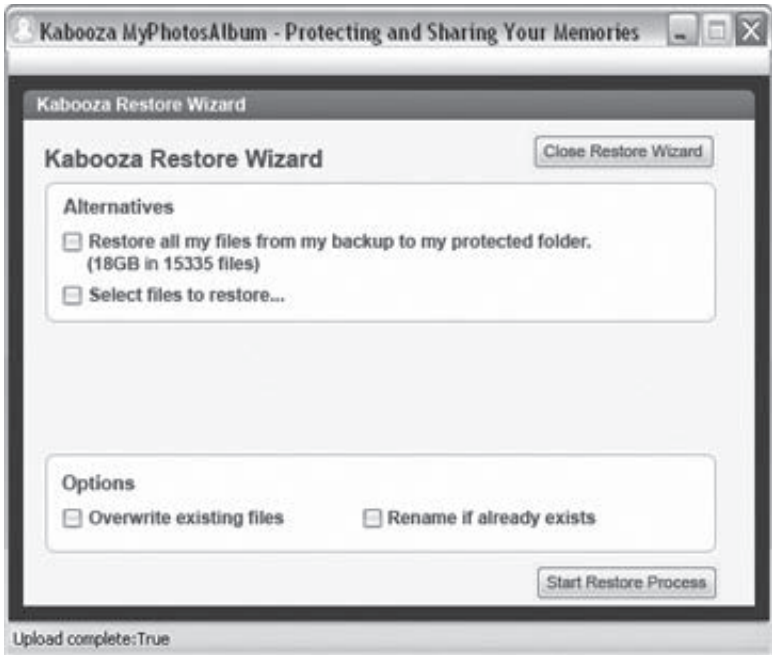 Kabooza MyPhotosAlbum - Protecting and Sharing Your Memories
Kabooza Restore Wizard
Kabooza Restore Wizard
Close Restore Wizard
Alternatives
Restore all my files from my backup to my protected folder.
(18GB in 15335 files)
Select files to restore...
Options
Overwrite existing files
Rename if already exists
Start Restore Process
Upload complete:True